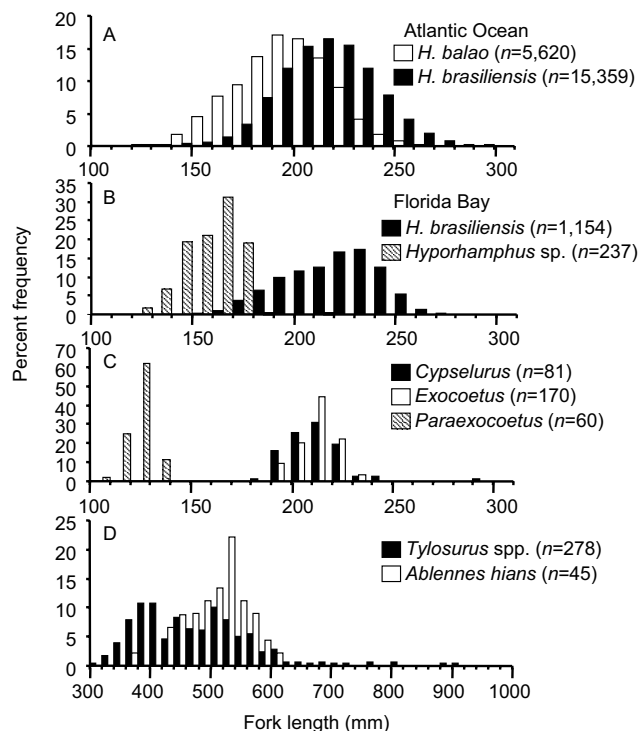 A
Atlantic Ocean
H. balao (n=5,620)
H. brasiliensis (n=15,359)
20
15
10
5
0
100 150 200 250 300
B
Florida Bay
H. brasiliensis (n=1,154)
Hyporhamphus sp. (n=237)
35
30
25
20
15
10
5
0
100 150 200 250 300
Percent frequency
C
Cypselurus (n=81)
Exocoetus (n=170)
Paraexocoetus (n=60)
70
60
50
40
30
20
10
0
100 150 200 250 300
D
Tylosurus spp. (n=278)
Ablennes hians (n=45)
25
20
15
10
5
0
300 400 500 600 700 800 900 1000
Fork length (mm)